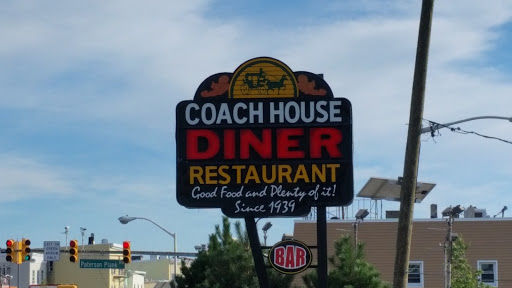 COACH HOUSE
DINER
RESTAURANT
Good Food and Plenty of it!
Since 1939
BAR
Paterson Plank